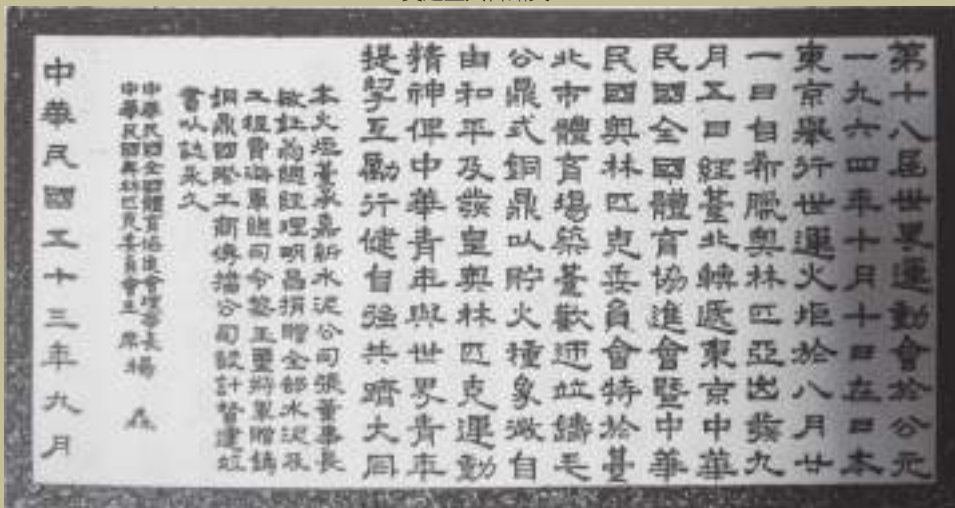 第十八屆世界運動會於公元
一九六四年十月十日在日本
東京舉行世運火炬於八月廿
一日自希臘奧林匹亞出發九
月五日經臺北轉遞東京中華
民國全國體育協進會暨中華
民國奧林匹克委員會特於臺
北市體育場築臺歡迎竝鑄毛
公鼎式銅鼎以貯火種象徵自
由和平及發皇奧林匹克運動
精神俾中華青年與世界青年
提挈互勵行健自強共躋大同
本火炬臺承嘉新水泥公司張董事長
敏鈺翁總經理明昌捐贈全部水泥及
工程費海軍總司令黎玉璽將軍贈鑄
銅鼎國際工商傳播公司設計督建竝
書以誌永久
中華民國全國體育協進會理事長
中華民國奧林匹克委員會主席
楊森
中華民國五十三年九月